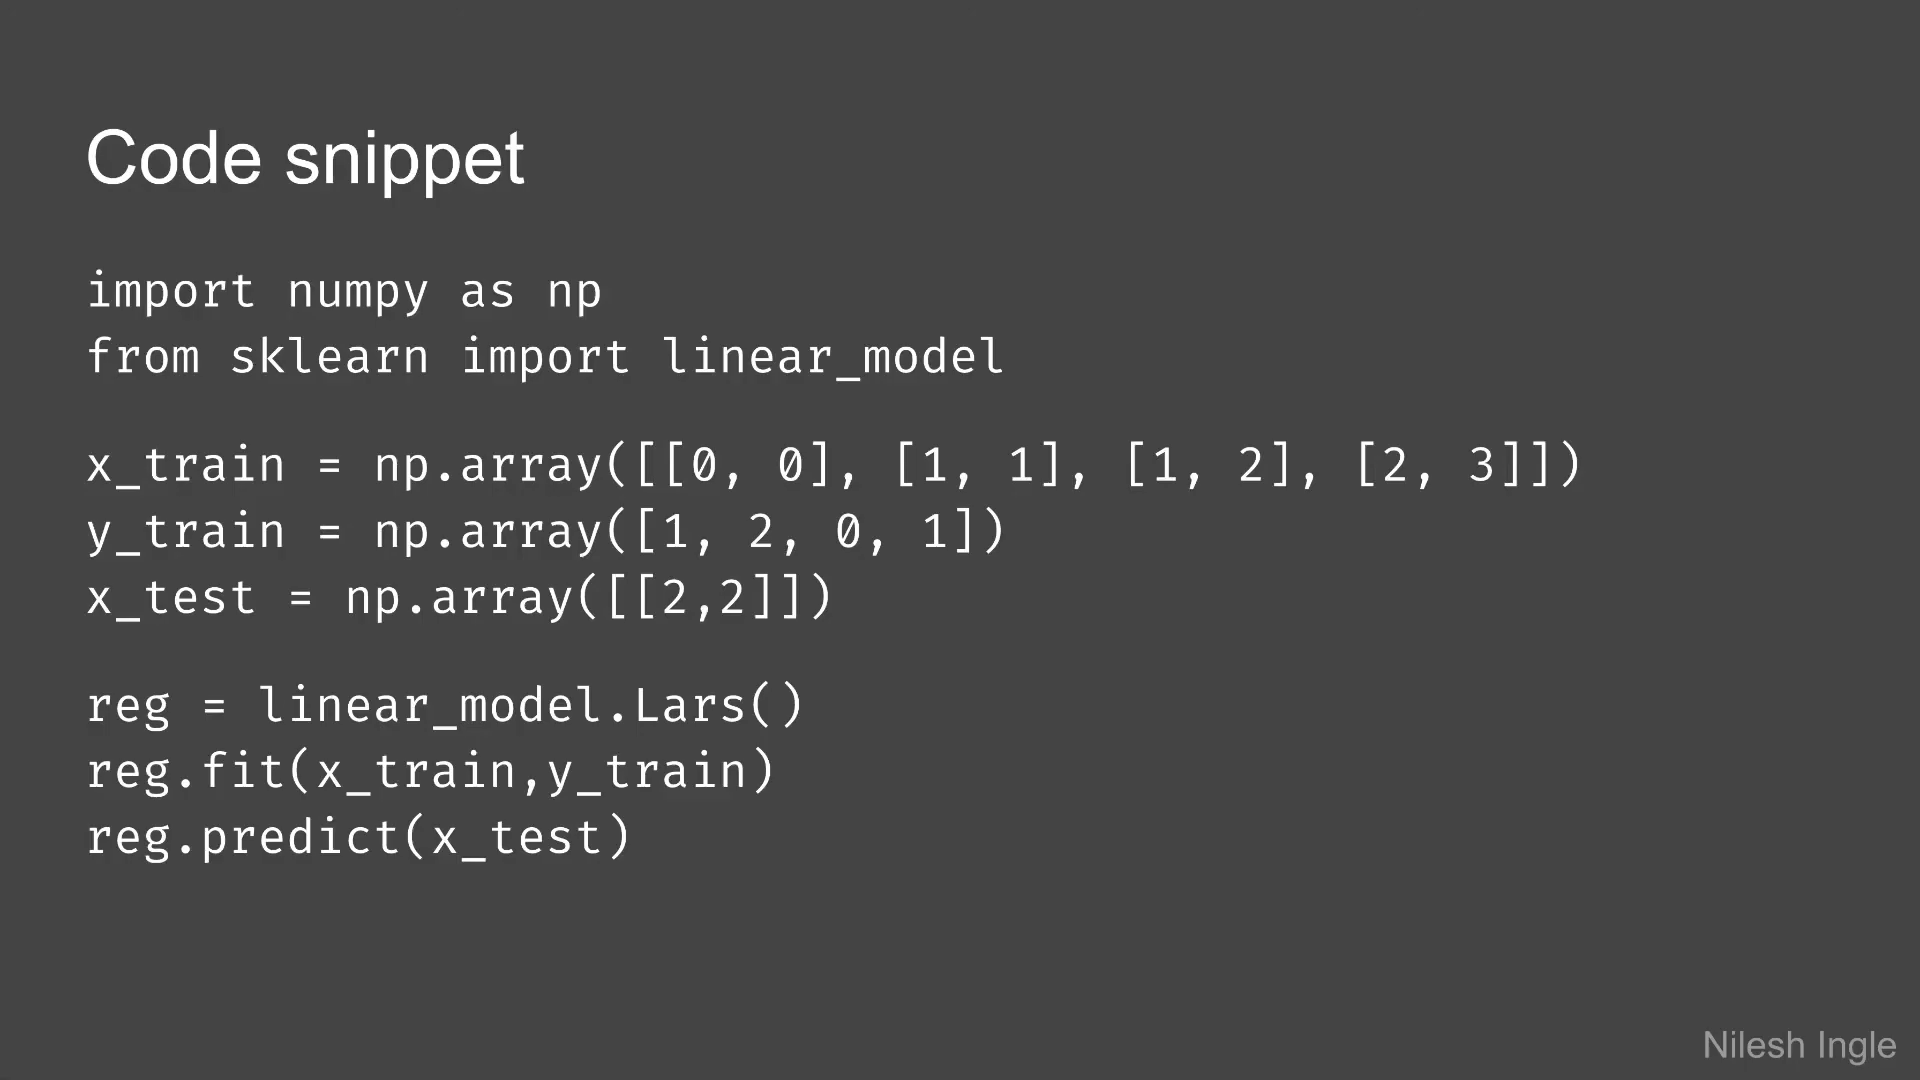 Code snippet
import numpy as np
from sklearn import linear_model
x_train = np.array([[0, 0], [1, 1], [1, 2], [2, 3]])
y_train = np.array([1, 2, 0, 1])
x_test = np.array([[2,2]])
reg = linear_model.Lars()
reg.fit(x_train,y_train)
reg.predict(x_test)
Nilesh Ingle